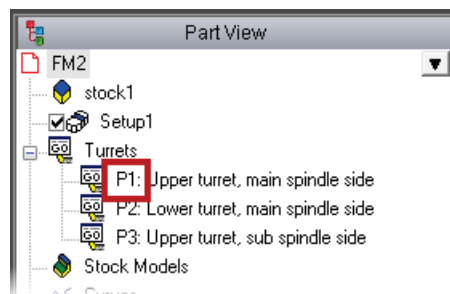 Part View
FM2
stock1
Setup1
Turrets
P1: Upper turret, main spindle side
P2: Lower turret, main spindle side
P3: Upper turret, sub spindle side
Stock Models